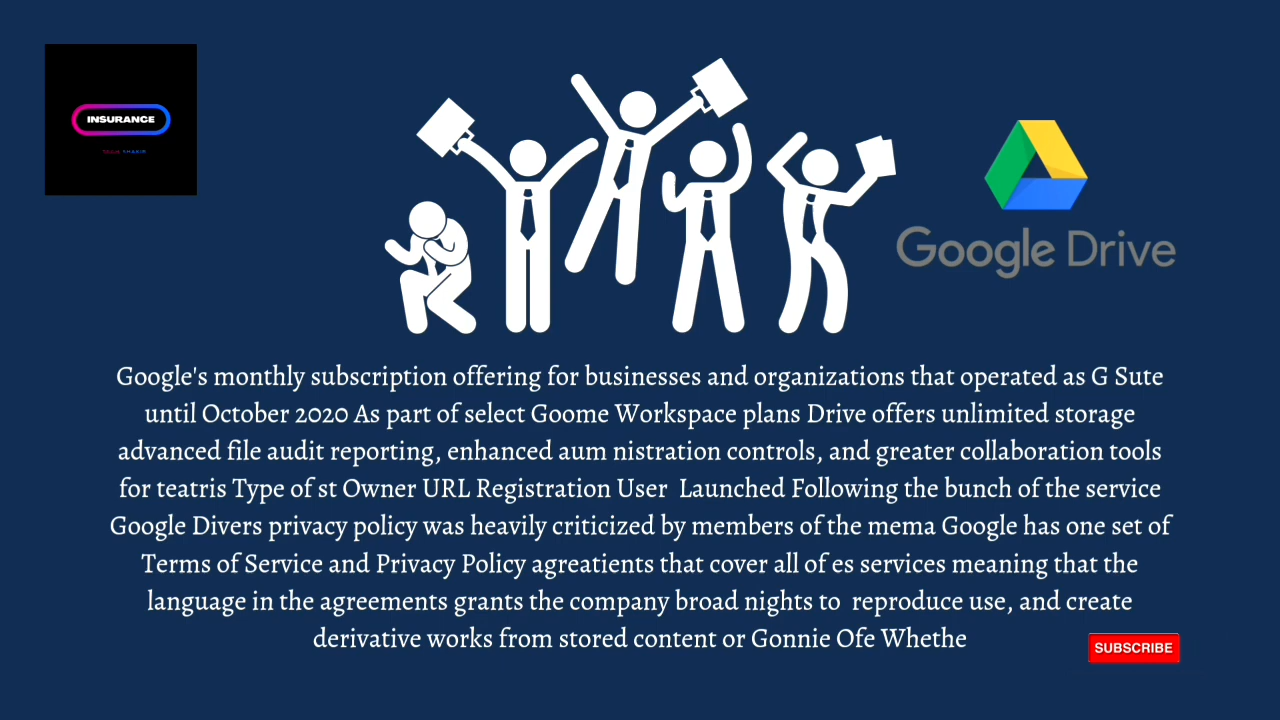 INSURANCE
TECH SHAKIR
Google Drive
Google's monthly subscription offering for businesses and organizations that operated as G Sute
until October 2020 As part of select Goome Workspace plans Drive offers unlimited storage
advanced file audit reporting, enhanced aum nistration controls, and greater collaboration tools
for teatris Type of st Owner URL Registration User Launched Following the bunch of the service
Google Divers privacy policy was heavily criticized by members of the mema Google has one set of
Terms of Service and Privacy Policy agreatients that cover all of es services meaning that the
language in the agreements grants the company broad nights to reproduce use, and create
derivative works from stored content or Gonnie Ofe Whethe
SUBSCRIBE